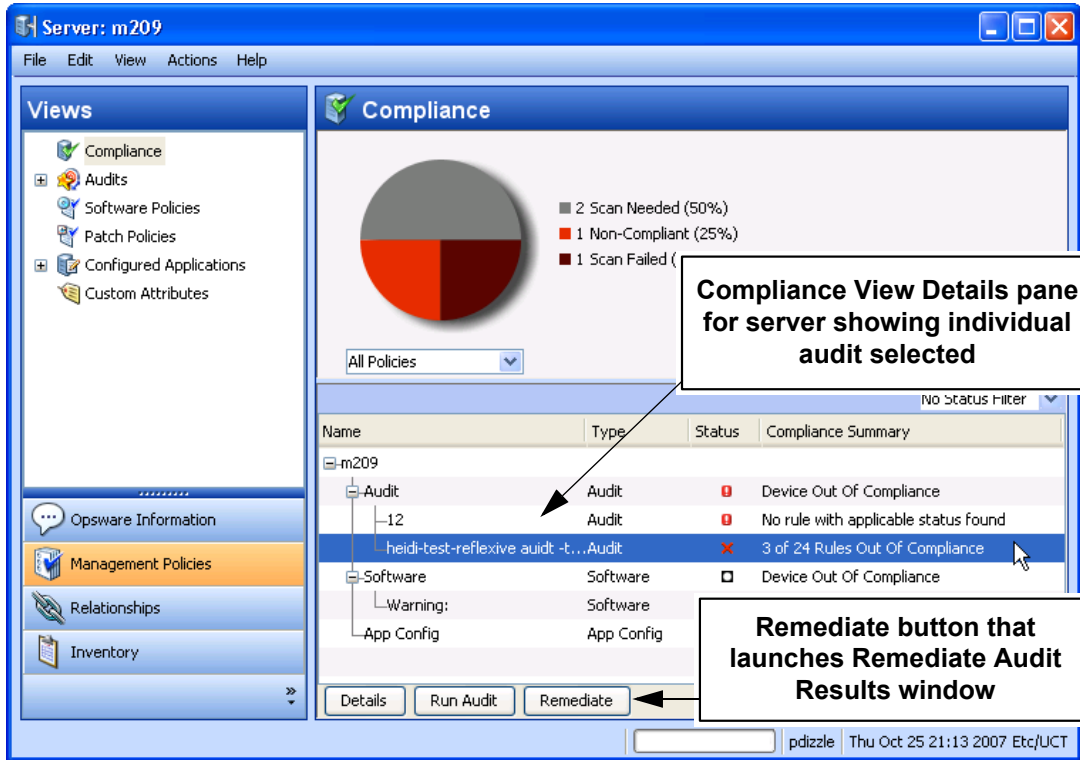 Server: m209
File Edit View Actions Help
Views
Compliance
Audits
Software Policies
Patch Policies
Configured Applications
Custom Attributes
Opsware Information
Management Policies
Relationships
Inventory
Compliance
2 Scan Needed (50%)
1 Non-Compliant (25%)
1 Scan Failed (
Compliance View Details pane
for server showing individual
audit selected
All Policies
No Status Filter
Name Type Status Compliance Summary
m209
Audit Audit Device Out Of Compliance
12 Audit No rule with applicable status found
heidi-test-reflexive auidt -t... Audit 3 of 24 Rules Out Of Compliance
Software Software Device Out Of Compliance
Warning: Software
App Config App Config
Remediate button that
launches Remediate Audit
Results window
Details Run Audit Remediate
pdizzle Thu Oct 25 21:13 2007 Etc/UCT